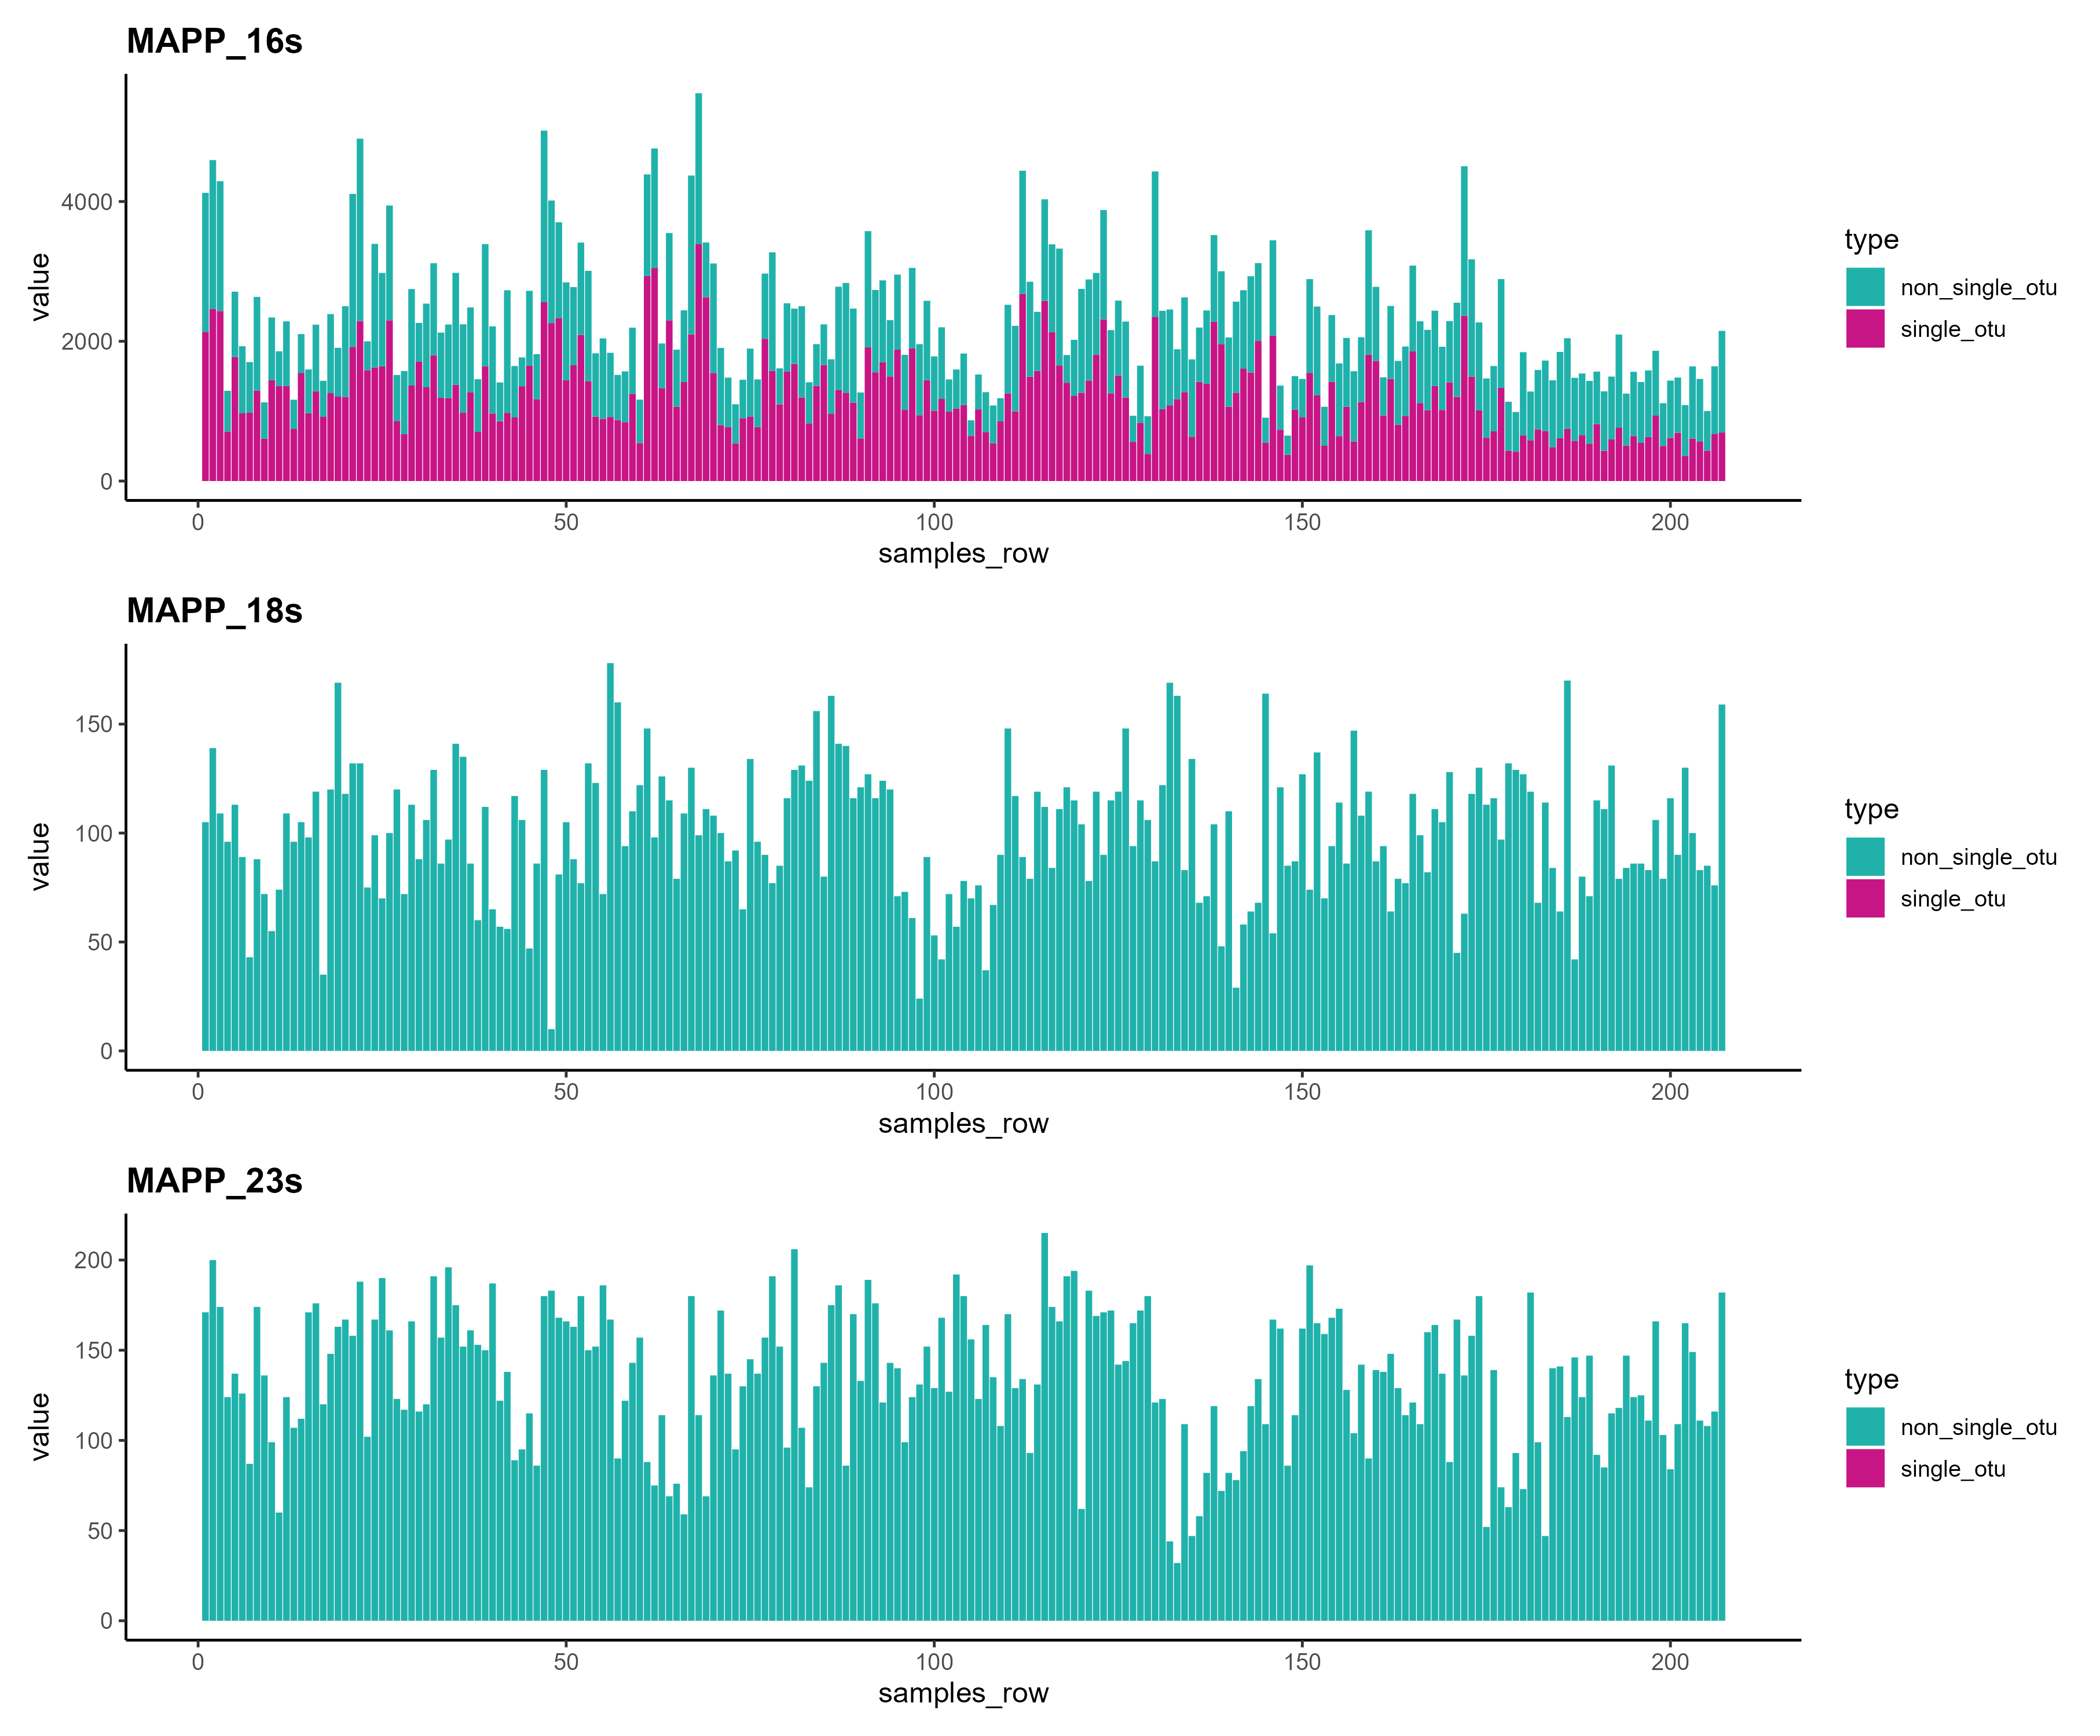 MAPP_16s
value
4000
2000
0
0 50 100 150 200
samples_row
type
non_single_otu
single_otu
MAPP_18s
value
150
100
50
0
0 50 100 150 200
samples_row
type
non_single_otu
single_otu
MAPP_23s
value
200
150
100
50
0
0 50 100 150 200
samples_row
type
non_single_otu
single_otu